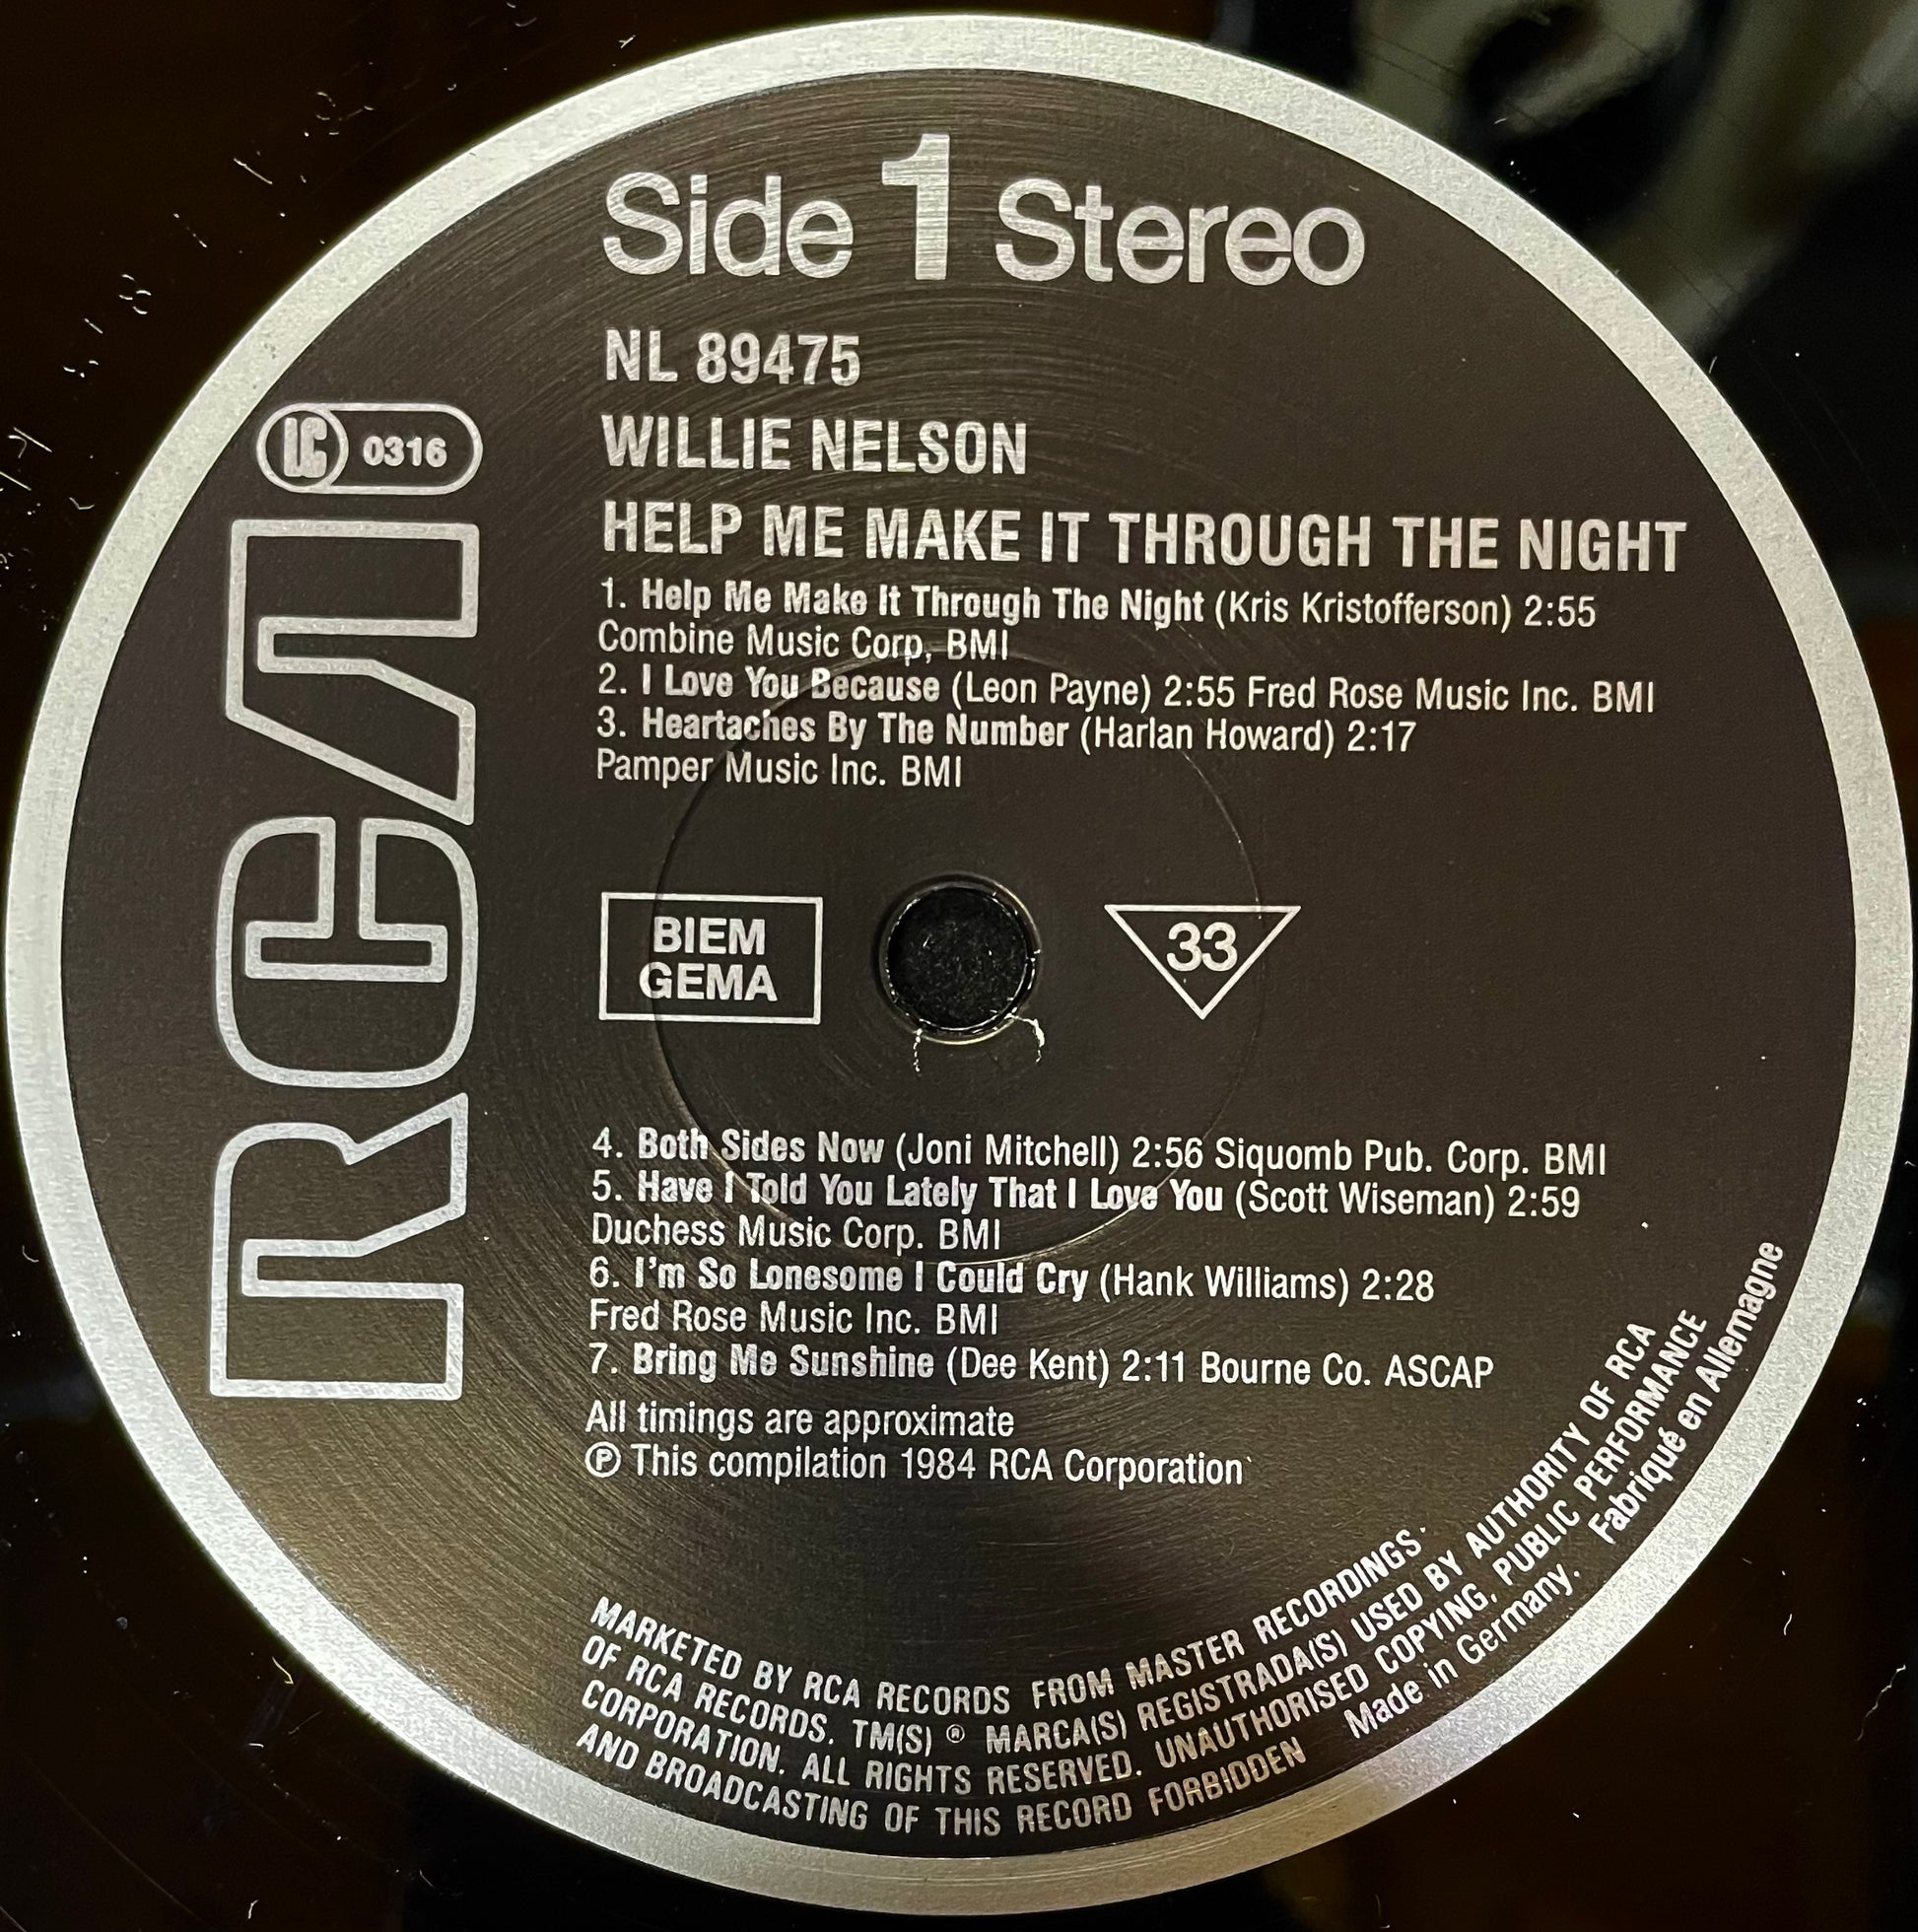 Side 1 Stereo
NL 89475
LC 0316
WILLIE NELSON
HELP ME MAKE IT THROUGH THE NIGHT
1. Help Me Make It Through The Night (Kris Kristofferson) 2:55
Combine Music Corp, BMI
2. I Love You Because (Leon Payne) 2:55 Fred Rose Music Inc. BMI
3. Heartaches By The Number (Harlan Howard) 2:17
Pamper Music Inc. BMI
RCA
BIEM
GEMA
33
4. Both Sides Now (Joni Mitchell) 2:56 Siquomb Pub. Corp. BMI
5. Have I Told You Lately That I Love You (Scott Wiseman) 2:59
Duchess Music Corp. BMI
6. I'm So Lonesome I Could Cry (Hank Williams) 2:28
Fred Rose Music Inc. BMI
7. Bring Me Sunshine (Dee Kent) 2:11 Bourne Co. ASCAP
All timings are approximate
℗ This compilation 1984 RCA Corporation
MARKETED BY RCA RECORDS FROM MASTER RECORDINGS
OF RCA RECORDS. TM(S) ® MARCA(S) REGISTRADA(S) USED BY AUTHORITY OF RCA
CORPORATION. ALL RIGHTS RESERVED. UNAUTHORISED COPYING, PUBLIC PERFORMANCE
AND BROADCASTING OF THIS RECORD FORBIDDEN Made in Germany. Fabriqué en Allemagne